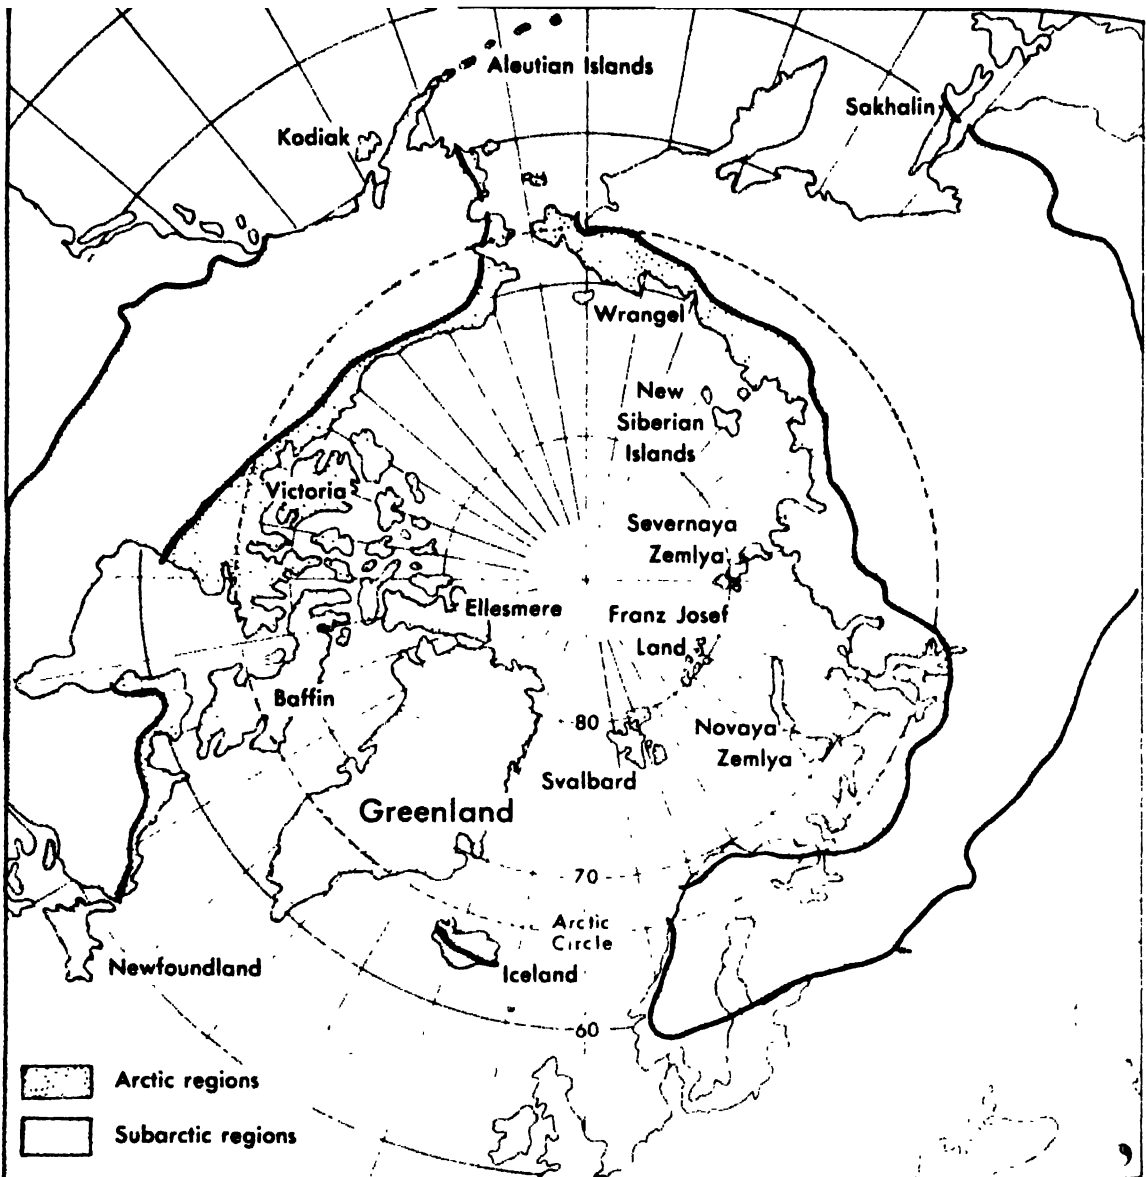 Aleutian Islands
Sakhalin
Kodiak
Wrangel
New
Siberian
Islands
Victoria
Severnaya
Zemlya
Ellesmere
Franz Josef
Land
Baffin
80
Novaya
Zemlya
Svalbard
Greenland
70
Arctic
Circle
Newfoundland
Iceland
60
Arctic regions
Subarctic regions